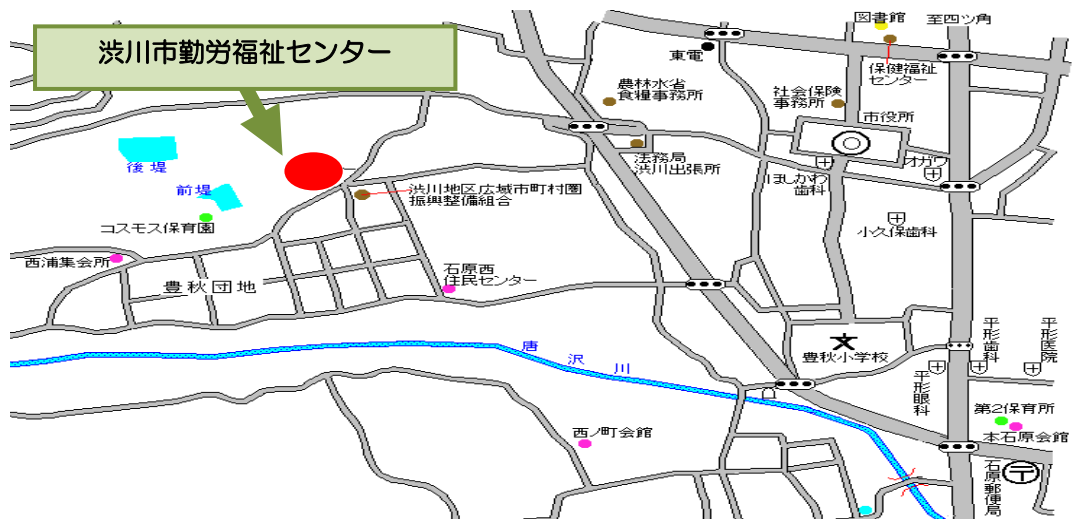 渋川市勤労福祉センター
図書館
至四ツ角
東電
保健福祉
センター
農林水省
食糧事務所
社会保険
事務所
市役所
法務局
渋川出張所
オガワ
ほしかわ
歯科
後堤
前堤
渋川地区広域市町村圏
振興整備組合
コスモス保育園
小久保歯科
西浦集会所
石原西
住民センター
豊秋団地
唐沢川
豊秋小学校
平形歯科
平形医院
平形眼科
第2保育所
本石原会館
西ノ町会館
石原郵便局